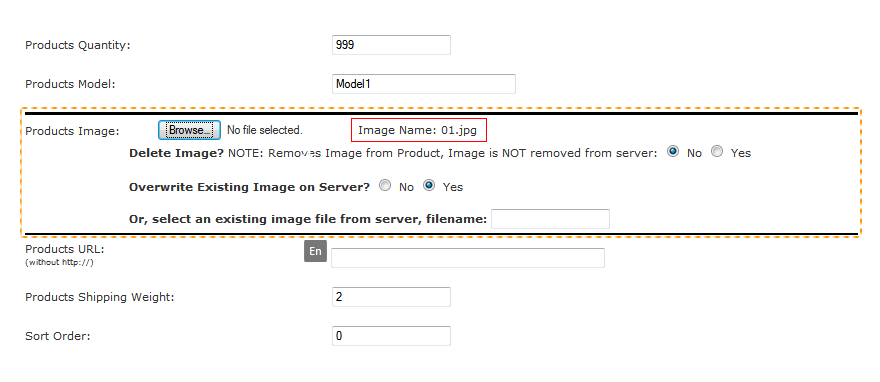 Products Quantity: 999
Products Model: Model1
Products Image: Browse... No file selected. Image Name: 01.jpg
Delete Image? NOTE: Removes Image from Product, Image is NOT removed from server: No Yes
Overwrite Existing Image on Server? No Yes
Or, select an existing image file from server, filename:
Products URL: En
(without http://)
Products Shipping Weight: 2
Sort Order: 0